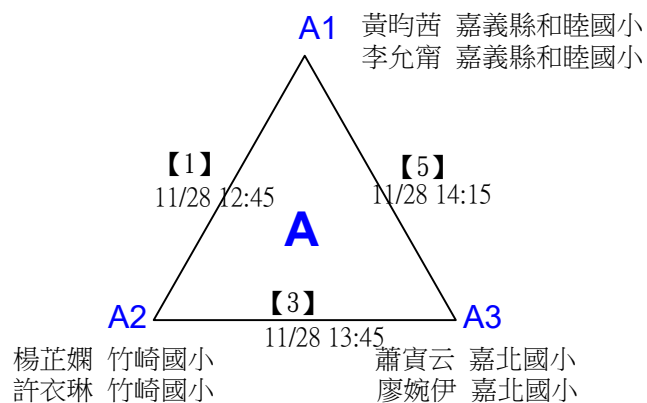 A1 黃昀茜 嘉義縣和睦國小
李允甯 嘉義縣和睦國小
【1】
11/28 12:45
【5】
11/28 14:15
A
A2
【3】
11/28 13:45
A3
楊芷嫻 竹崎國小
許衣琳 竹崎國小
蕭寊云 嘉北國小
廖婉伊 嘉北國小